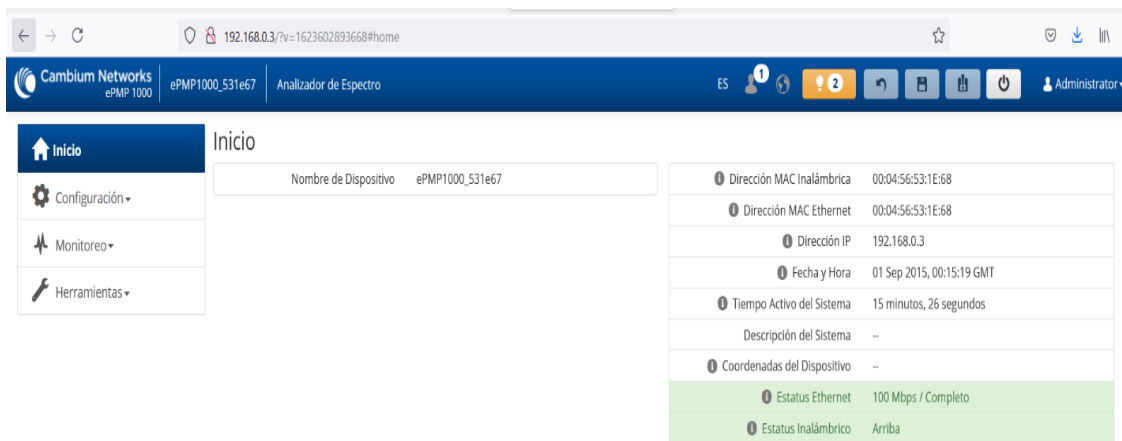 192.168.0.3/?v=1623602893668#home
Cambium Networks
ePMP 1000
ePMP1000_531e67
Analizador de Espectro
ES
1
2
Administrator
Inicio
Configuración
Monitoreo
Herramientas
Inicio
Nombre de Dispositivo ePMP1000_531e67
Dirección MAC Inalámbrica 00:04:56:53:1E:68
Dirección MAC Ethernet 00:04:56:53:1E:68
Dirección IP 192.168.0.3
Fecha y Hora 01 Sep 2015, 00:15:19 GMT
Tiempo Activo del Sistema 15 minutos, 26 segundos
Descripción del Sistema --
Coordenadas del Dispositivo --
Estatus Ethernet 100 Mbps / Completo
Estatus Inalámbrico Arriba